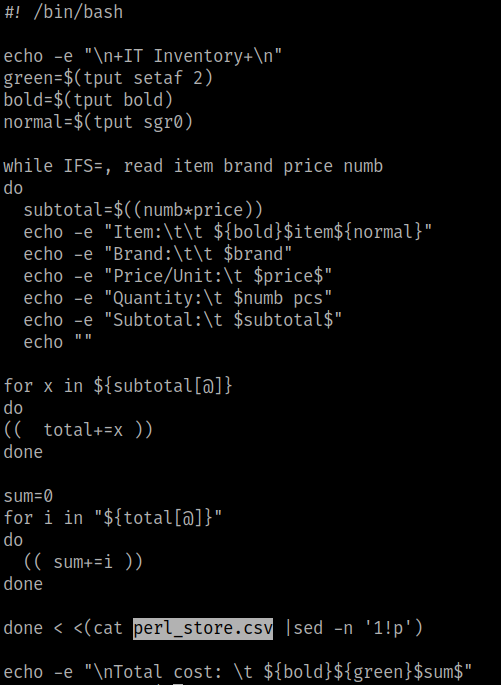 #! /bin/bash
echo -e "\n+IT Inventory+\n"
green=$(tput setaf 2)
bold=$(tput bold)
normal=$(tput sgr0)
while IFS=, read item brand price numb
do
  subtotal=$((numb*price))
  echo -e "Item:\t\t ${bold}$item${normal}"
  echo -e "Brand:\t\t $brand"
  echo -e "Price/Unit:\t $price$"
  echo -e "Quantity:\t $numb pcs"
  echo -e "Subtotal:\t $subtotal$"
  echo ""
for x in ${subtotal[@]}
do
((  total+=x ))
done
sum=0
for i in "${total[@]}"
do
  (( sum+=i ))
done
done < <(cat perl_store.csv |sed -n '1!p')
echo -e "\nTotal cost: \t ${bold}${green}$sum$"